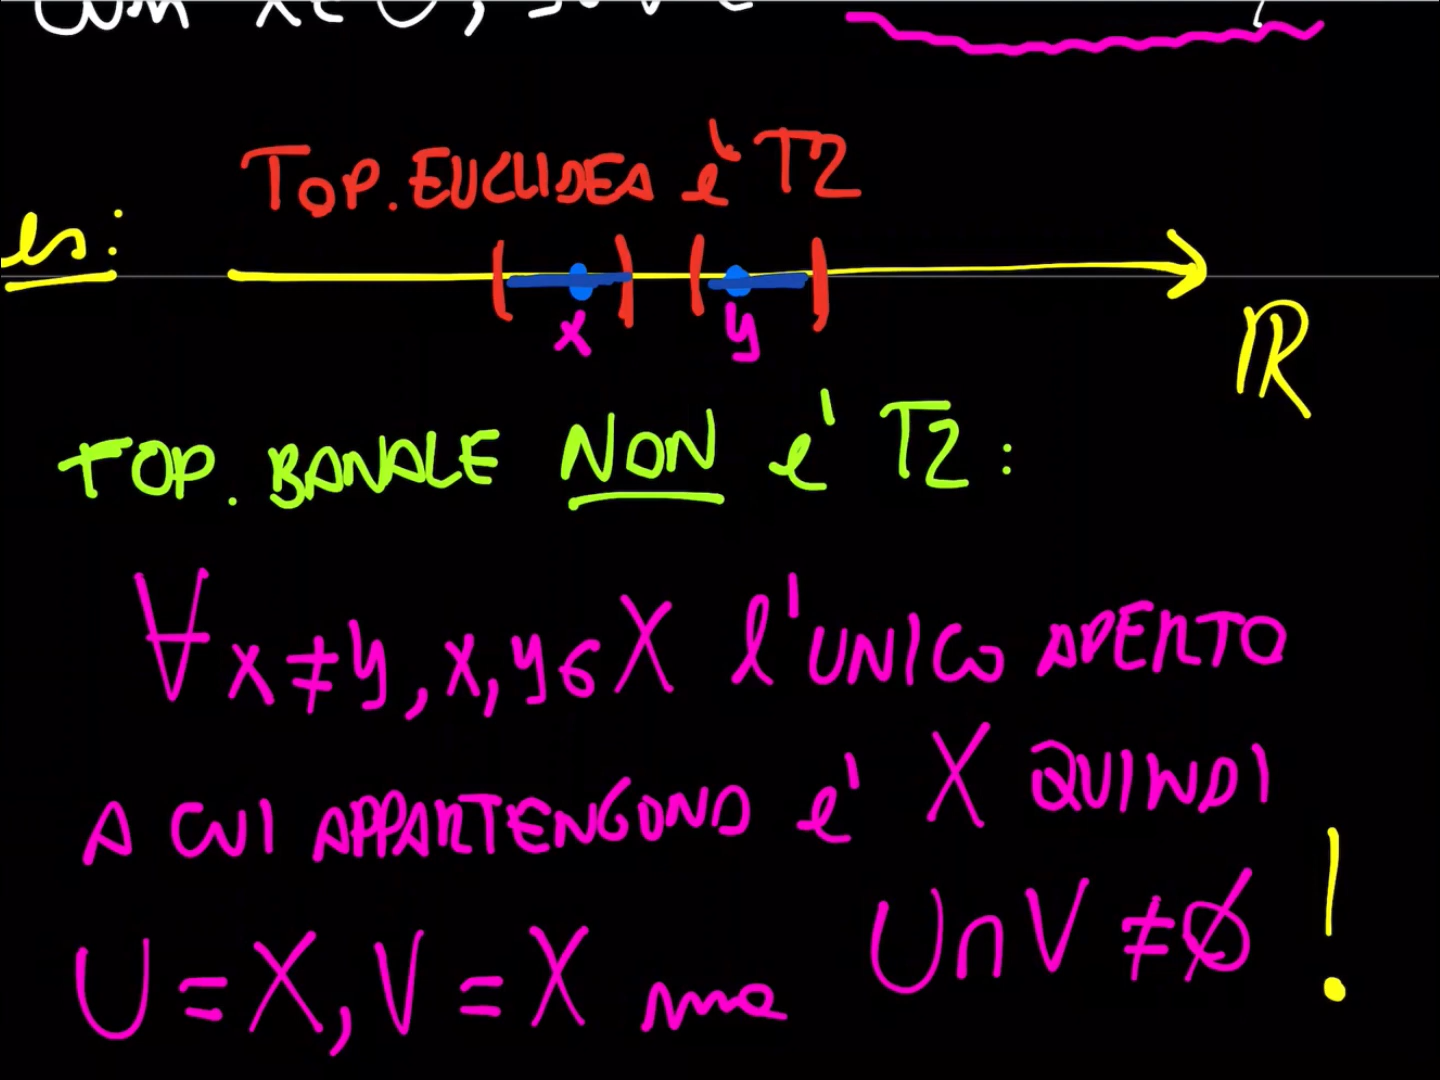 TOP. EUCLIDEA è T2
es:
x y
ℝ
TOP. BANALE NON è T2:
∀x≠y, x,y∈X l'UNICO APERTO
A CUI APPARTENGONO è X QUINDI
U=X, V=X ma U∩V≠∅ !